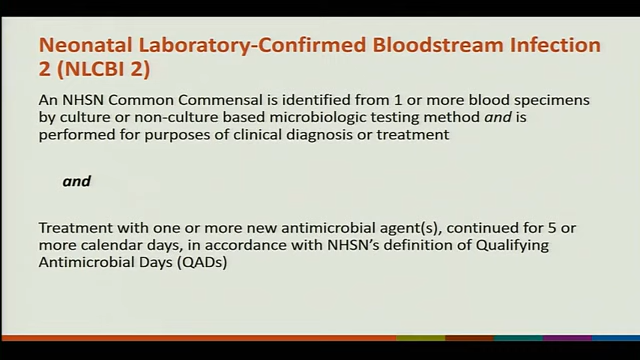 Neonatal Laboratory-Confirmed Bloodstream Infection
2 (NLCBI 2)
An NHSN Common Commensal is identified from 1 or more blood specimens
by culture or non-culture based microbiologic testing method and is
performed for purposes of clinical diagnosis or treatment
and
Treatment with one or more new antimicrobial agent(s), continued for 5 or
more calendar days, in accordance with NHSN's definition of Qualifying
Antimicrobial Days (QADs)